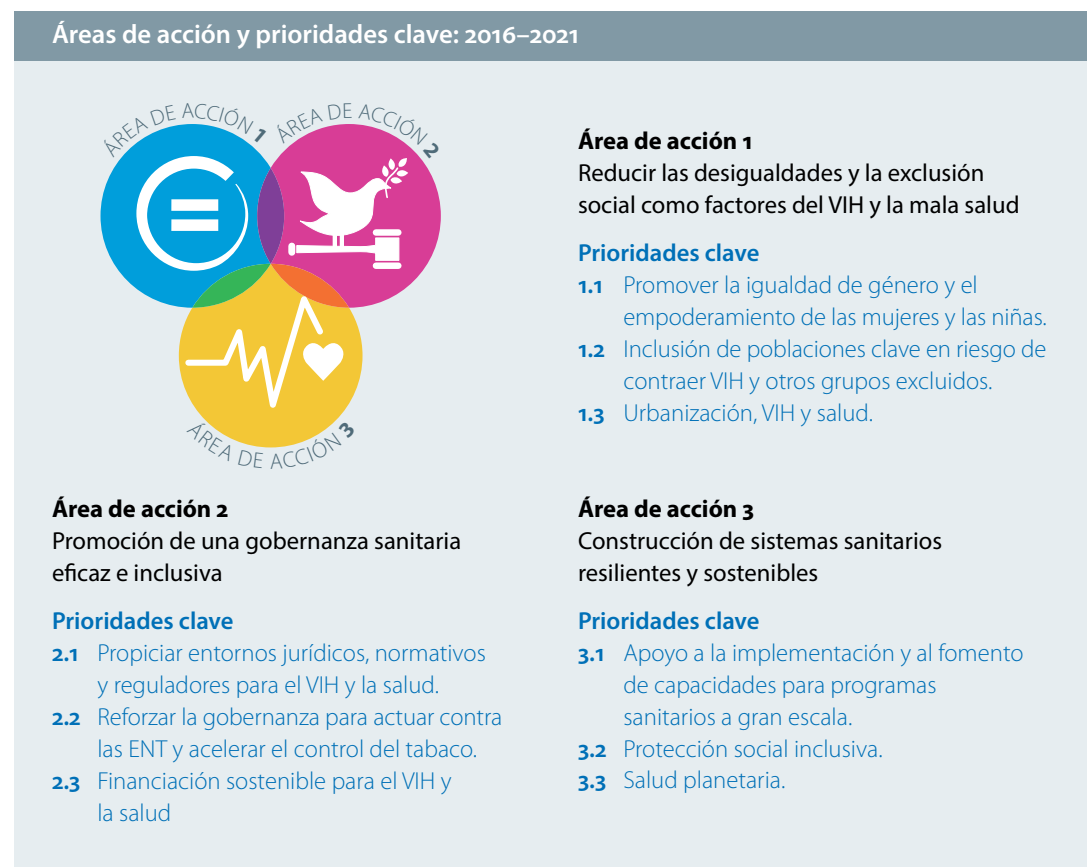 Áreas de acción y prioridades clave: 2016–2021
ÁREA DE ACCIÓN 1
ÁREA DE ACCIÓN 2
ÁREA DE ACCIÓN 3
Área de acción 1
Reducir las desigualdades y la exclusión
social como factores del VIH y la mala salud
Prioridades clave
1.1 Promover la igualdad de género y el
empoderamiento de las mujeres y las niñas.
1.2 Inclusión de poblaciones clave en riesgo de
contraer VIH y otros grupos excluidos.
1.3 Urbanización, VIH y salud.
Área de acción 2
Promoción de una gobernanza sanitaria
eficaz e inclusiva
Prioridades clave
2.1 Propiciar entornos jurídicos, normativos
y reguladores para el VIH y la salud.
2.2 Reforzar la gobernanza para actuar contra
las ENT y acelerar el control del tabaco.
2.3 Financiación sostenible para el VIH y
la salud
Área de acción 3
Construcción de sistemas sanitarios
resilientes y sostenibles
Prioridades clave
3.1 Apoyo a la implementación y al fomento
de capacidades para programas
sanitarios a gran escala.
3.2 Protección social inclusiva.
3.3 Salud planetaria.